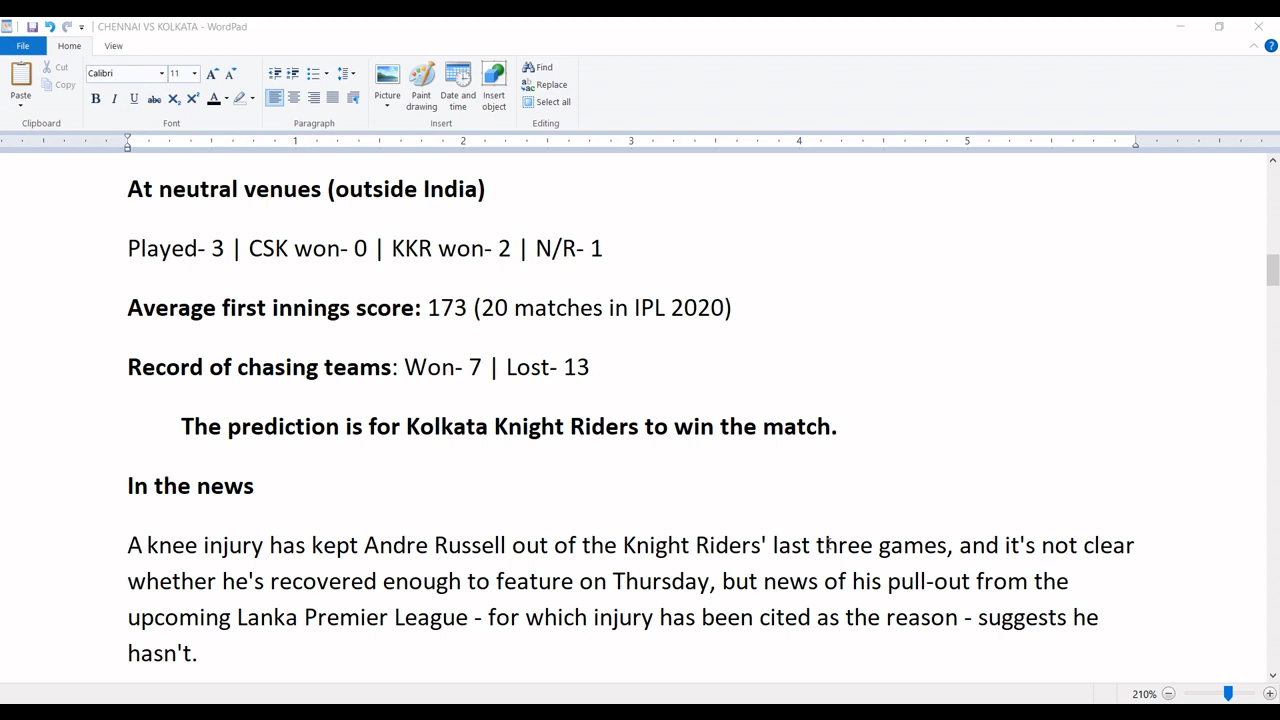 CHENNAI VS KOLKATA - WordPad
File Home View
Cut
Copy
Paste
Clipboard
Calibri 11
Font
Paragraph
Picture
Paint drawing
Date and time
Insert object
Insert
Find
Replace
Select all
Editing
1 2 3 4 5
At neutral venues (outside India)
Played- 3 | CSK won- 0 | KKR won- 2 | N/R- 1
Average first innings score: 173 (20 matches in IPL 2020)
Record of chasing teams: Won- 7 | Lost- 13
The prediction is for Kolkata Knight Riders to win the match.
In the news
A knee injury has kept Andre Russell out of the Knight Riders' last three games, and it's not clear
whether he's recovered enough to feature on Thursday, but news of his pull-out from the
upcoming Lanka Premier League - for which injury has been cited as the reason - suggests he
hasn't.
210%